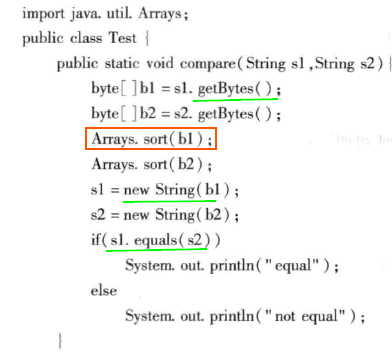 import java. util. Arrays;
public class Test {
public static void compare( String s1 ,String s2) {
byte[ ]b1 = s1. getBytes( ) ;
byte[ ]b2 = s2. getBytes( ) ;
Arrays. sort( b1) ;
Arrays. sort( b2) ;
s1 = new String( b1) ;
s2 = new String( b2) ;
if( s1. equals( s2) )
System. out. println( " equal" ) ;
else
System. out. println( " not equal" ) ;
}